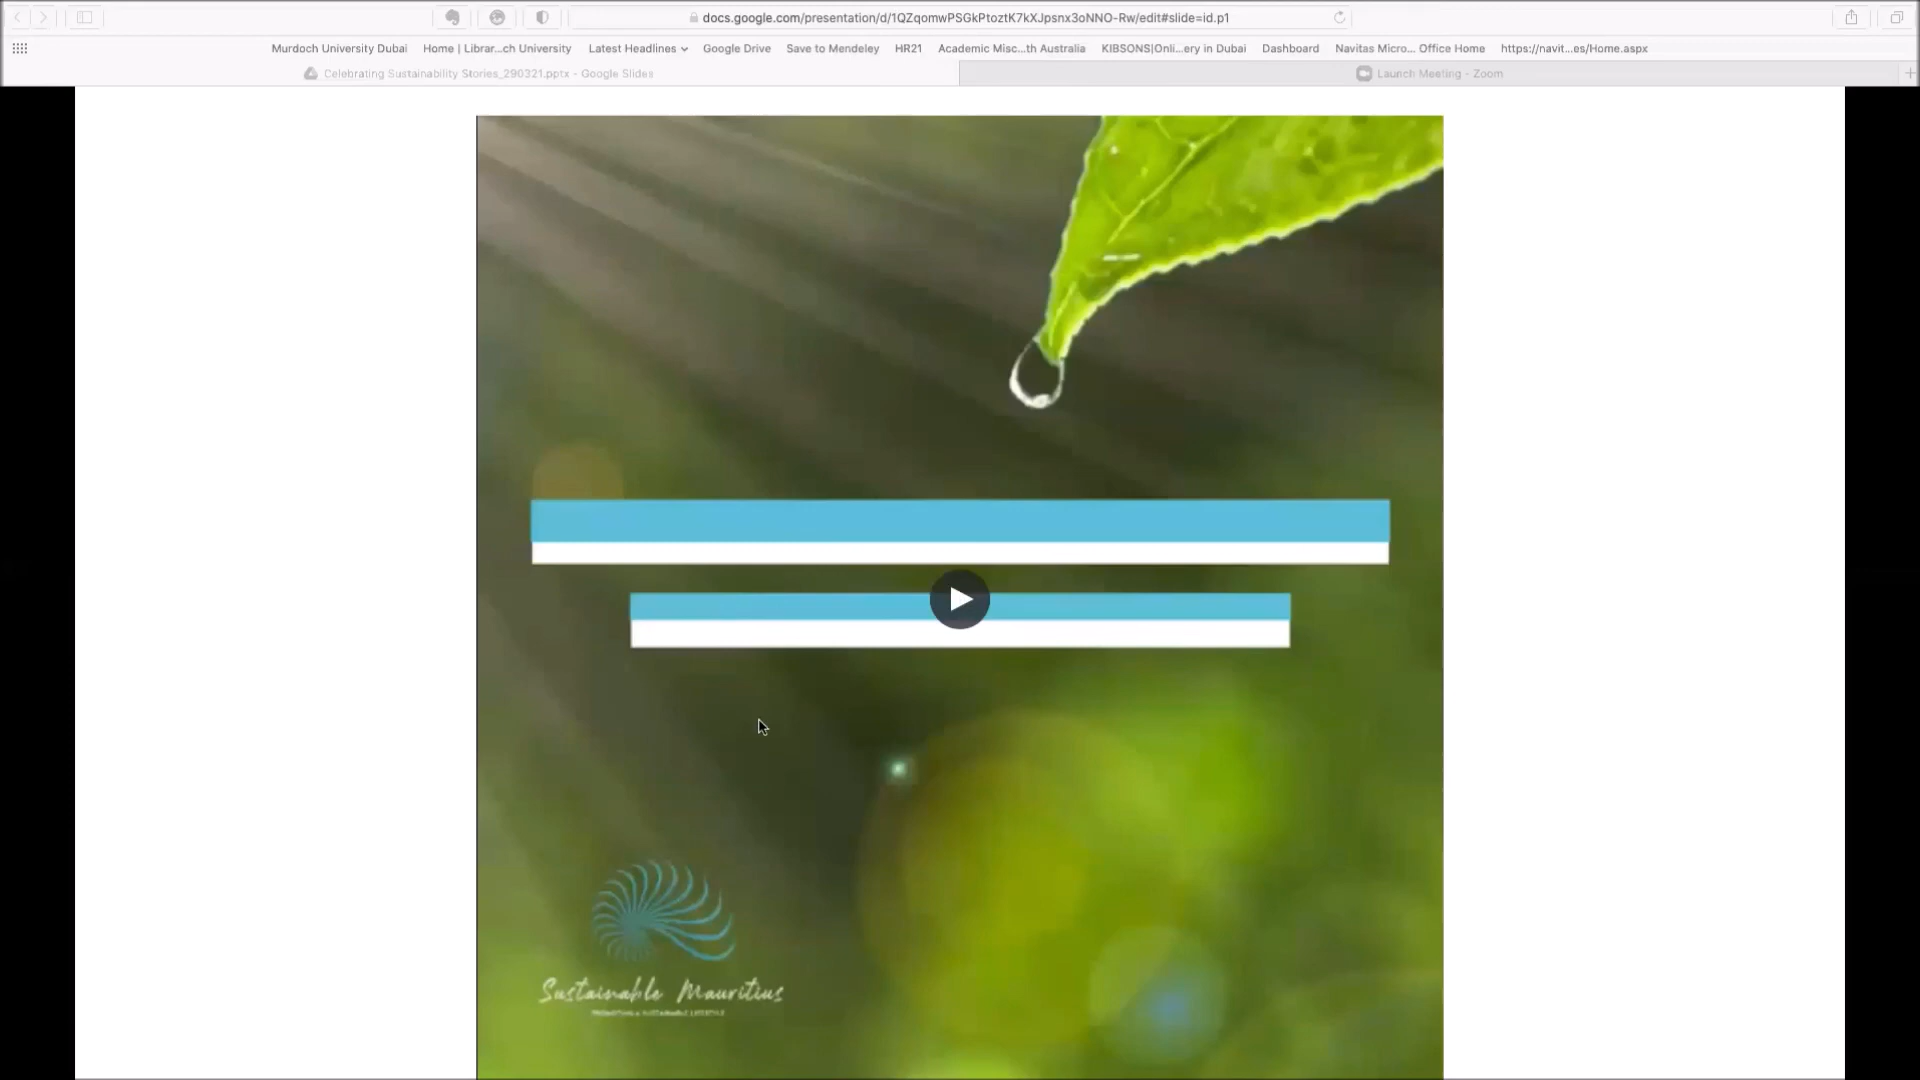 docs.google.com/presentation/d/1QZqomwPSGkPtoztK7kXJpsnx3oNNO-Rw/edit#slide=id.p1
Murdoch University Dubai Home | Librar...ch University Latest Headlines Google Drive Save to Mendeley HR21 Academic Misc...th Australia KIBSONS|Onli...ery in Dubai Dashboard Navitas Micro... Office Home https://navit...es/Home.aspx
Celebrating Sustainability Stories_290321.pptx - Google Slides Launch Meeting - Zoom
Sustainable Mauritius